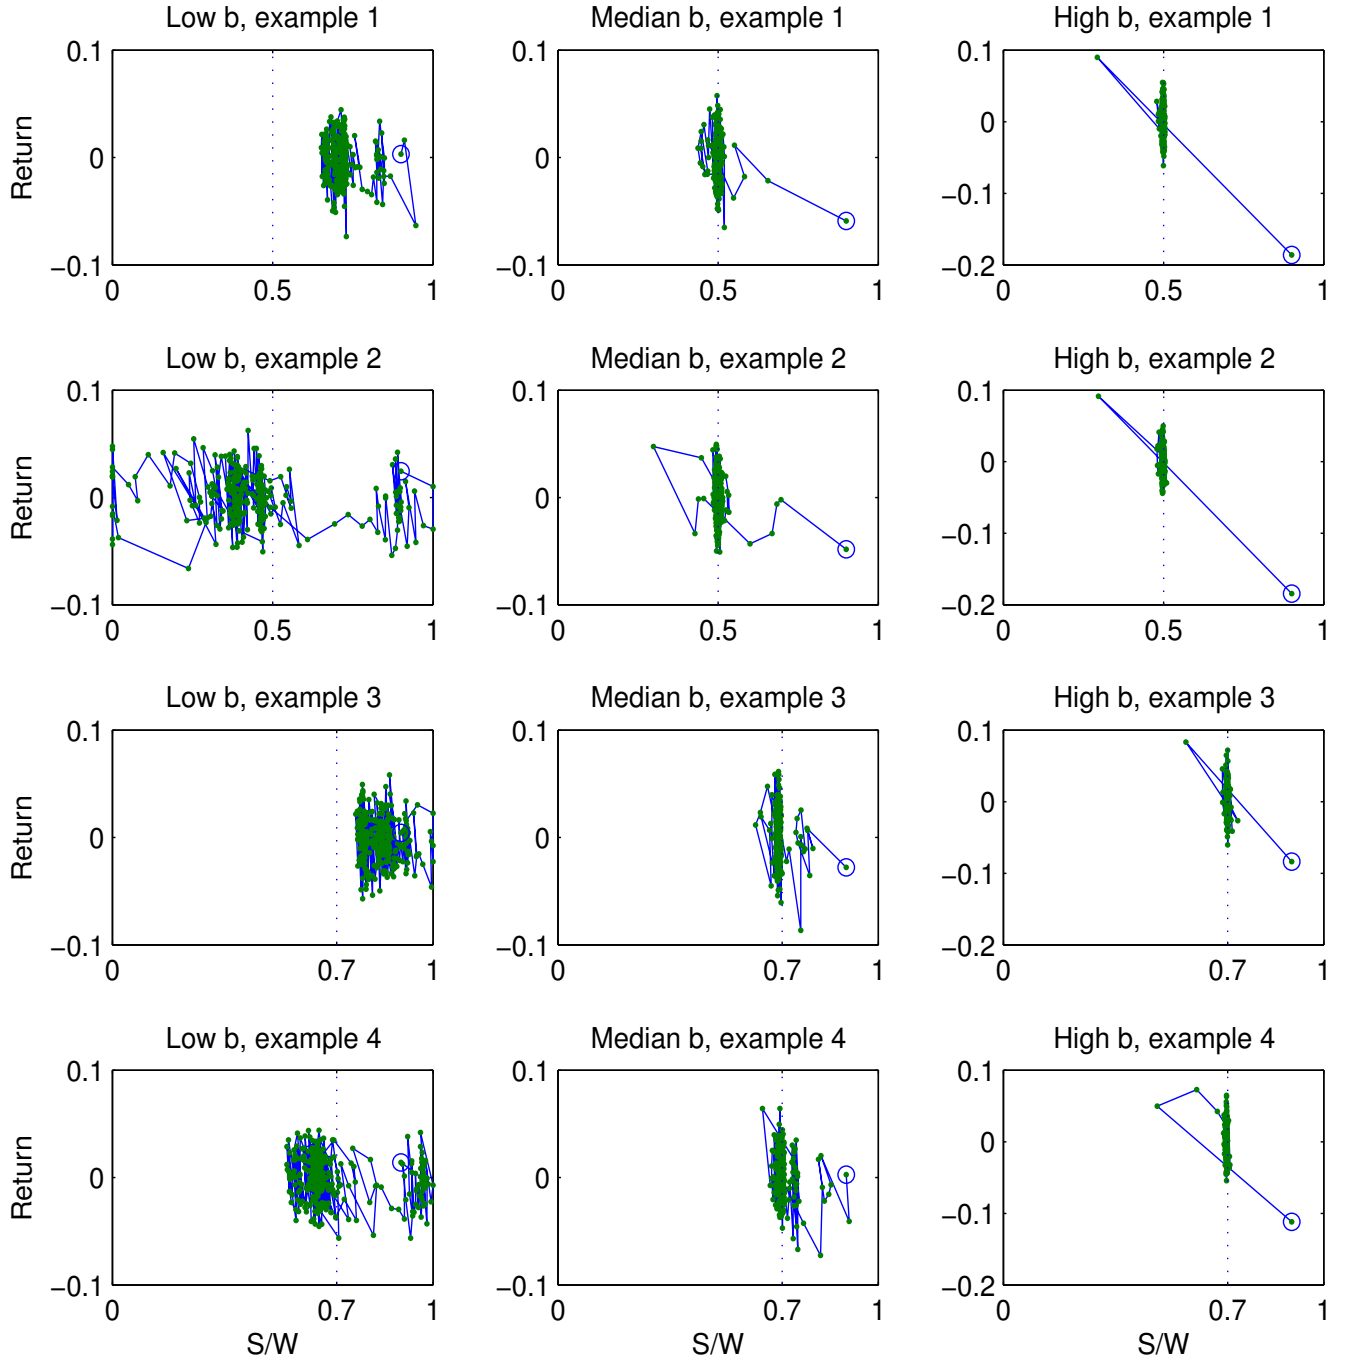 Low b, example 1 Median b, example 1 High b, example 1
0.1 0.1 0.1
Return 0 0 0
−0.1
−0.1 −0.1 −0.2
0 0.5 1 0 0.5 1 0 0.5 1
Low b, example 2 Median b, example 2 High b, example 2
0.1 0.1 0.1
Return 0 0 0
−0.1
−0.1 −0.1 −0.2
0 0.5 1 0 0.5 1 0 0.5 1
Low b, example 3 Median b, example 3 High b, example 3
0.1 0.1 0.1
Return 0 0 0
−0.1
−0.1 −0.1 −0.2
0 0.7 1 0 0.7 1 0 0.7 1
Low b, example 4 Median b, example 4 High b, example 4
0.1 0.1 0.1
Return 0 0 0
−0.1
−0.1 −0.1 −0.2
0 0.7 1 0 0.7 1 0 0.7 1
S/W S/W S/W